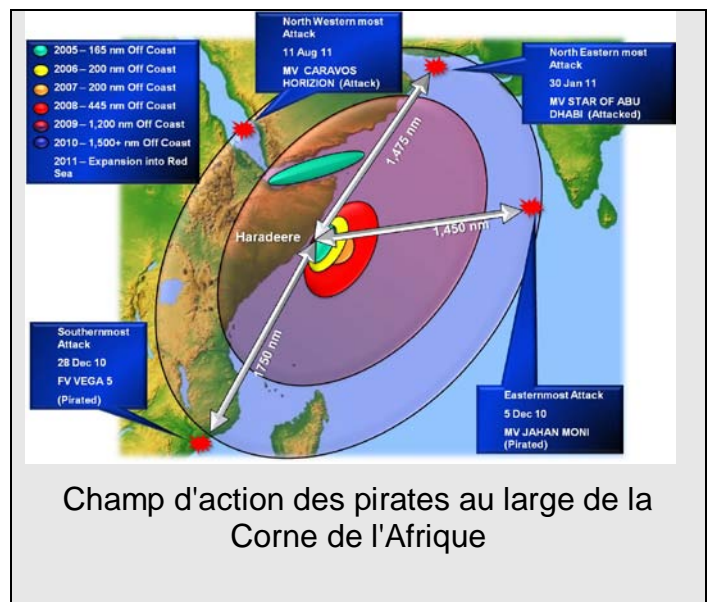 2005 – 165 nm Off Coast
2006 – 200 nm Off Coast
2007 – 200 nm Off Coast
2008 – 445 nm Off Coast
2009 – 1,200 nm Off Coast
2010 – 1,500+ nm Off Coast
2011 – Expansion into Red
Sea
North Western most
Attack
11 Aug 11
MV CARAVOS
HORIZION (Attack)
North Eastern most
Attack
30 Jan 11
MV STAR OF ABU
DHABI (Attacked)
1,475 nm
Haradeere
1,450 nm
1750 nm
Southernmost
Attack
28 Dec 10
FV VEGA 5
(Pirated)
Easternmost Attack
5 Dec 10
MV JAHAN MONI
(Pirated)
Champ d'action des pirates au large de la
Corne de l'Afrique